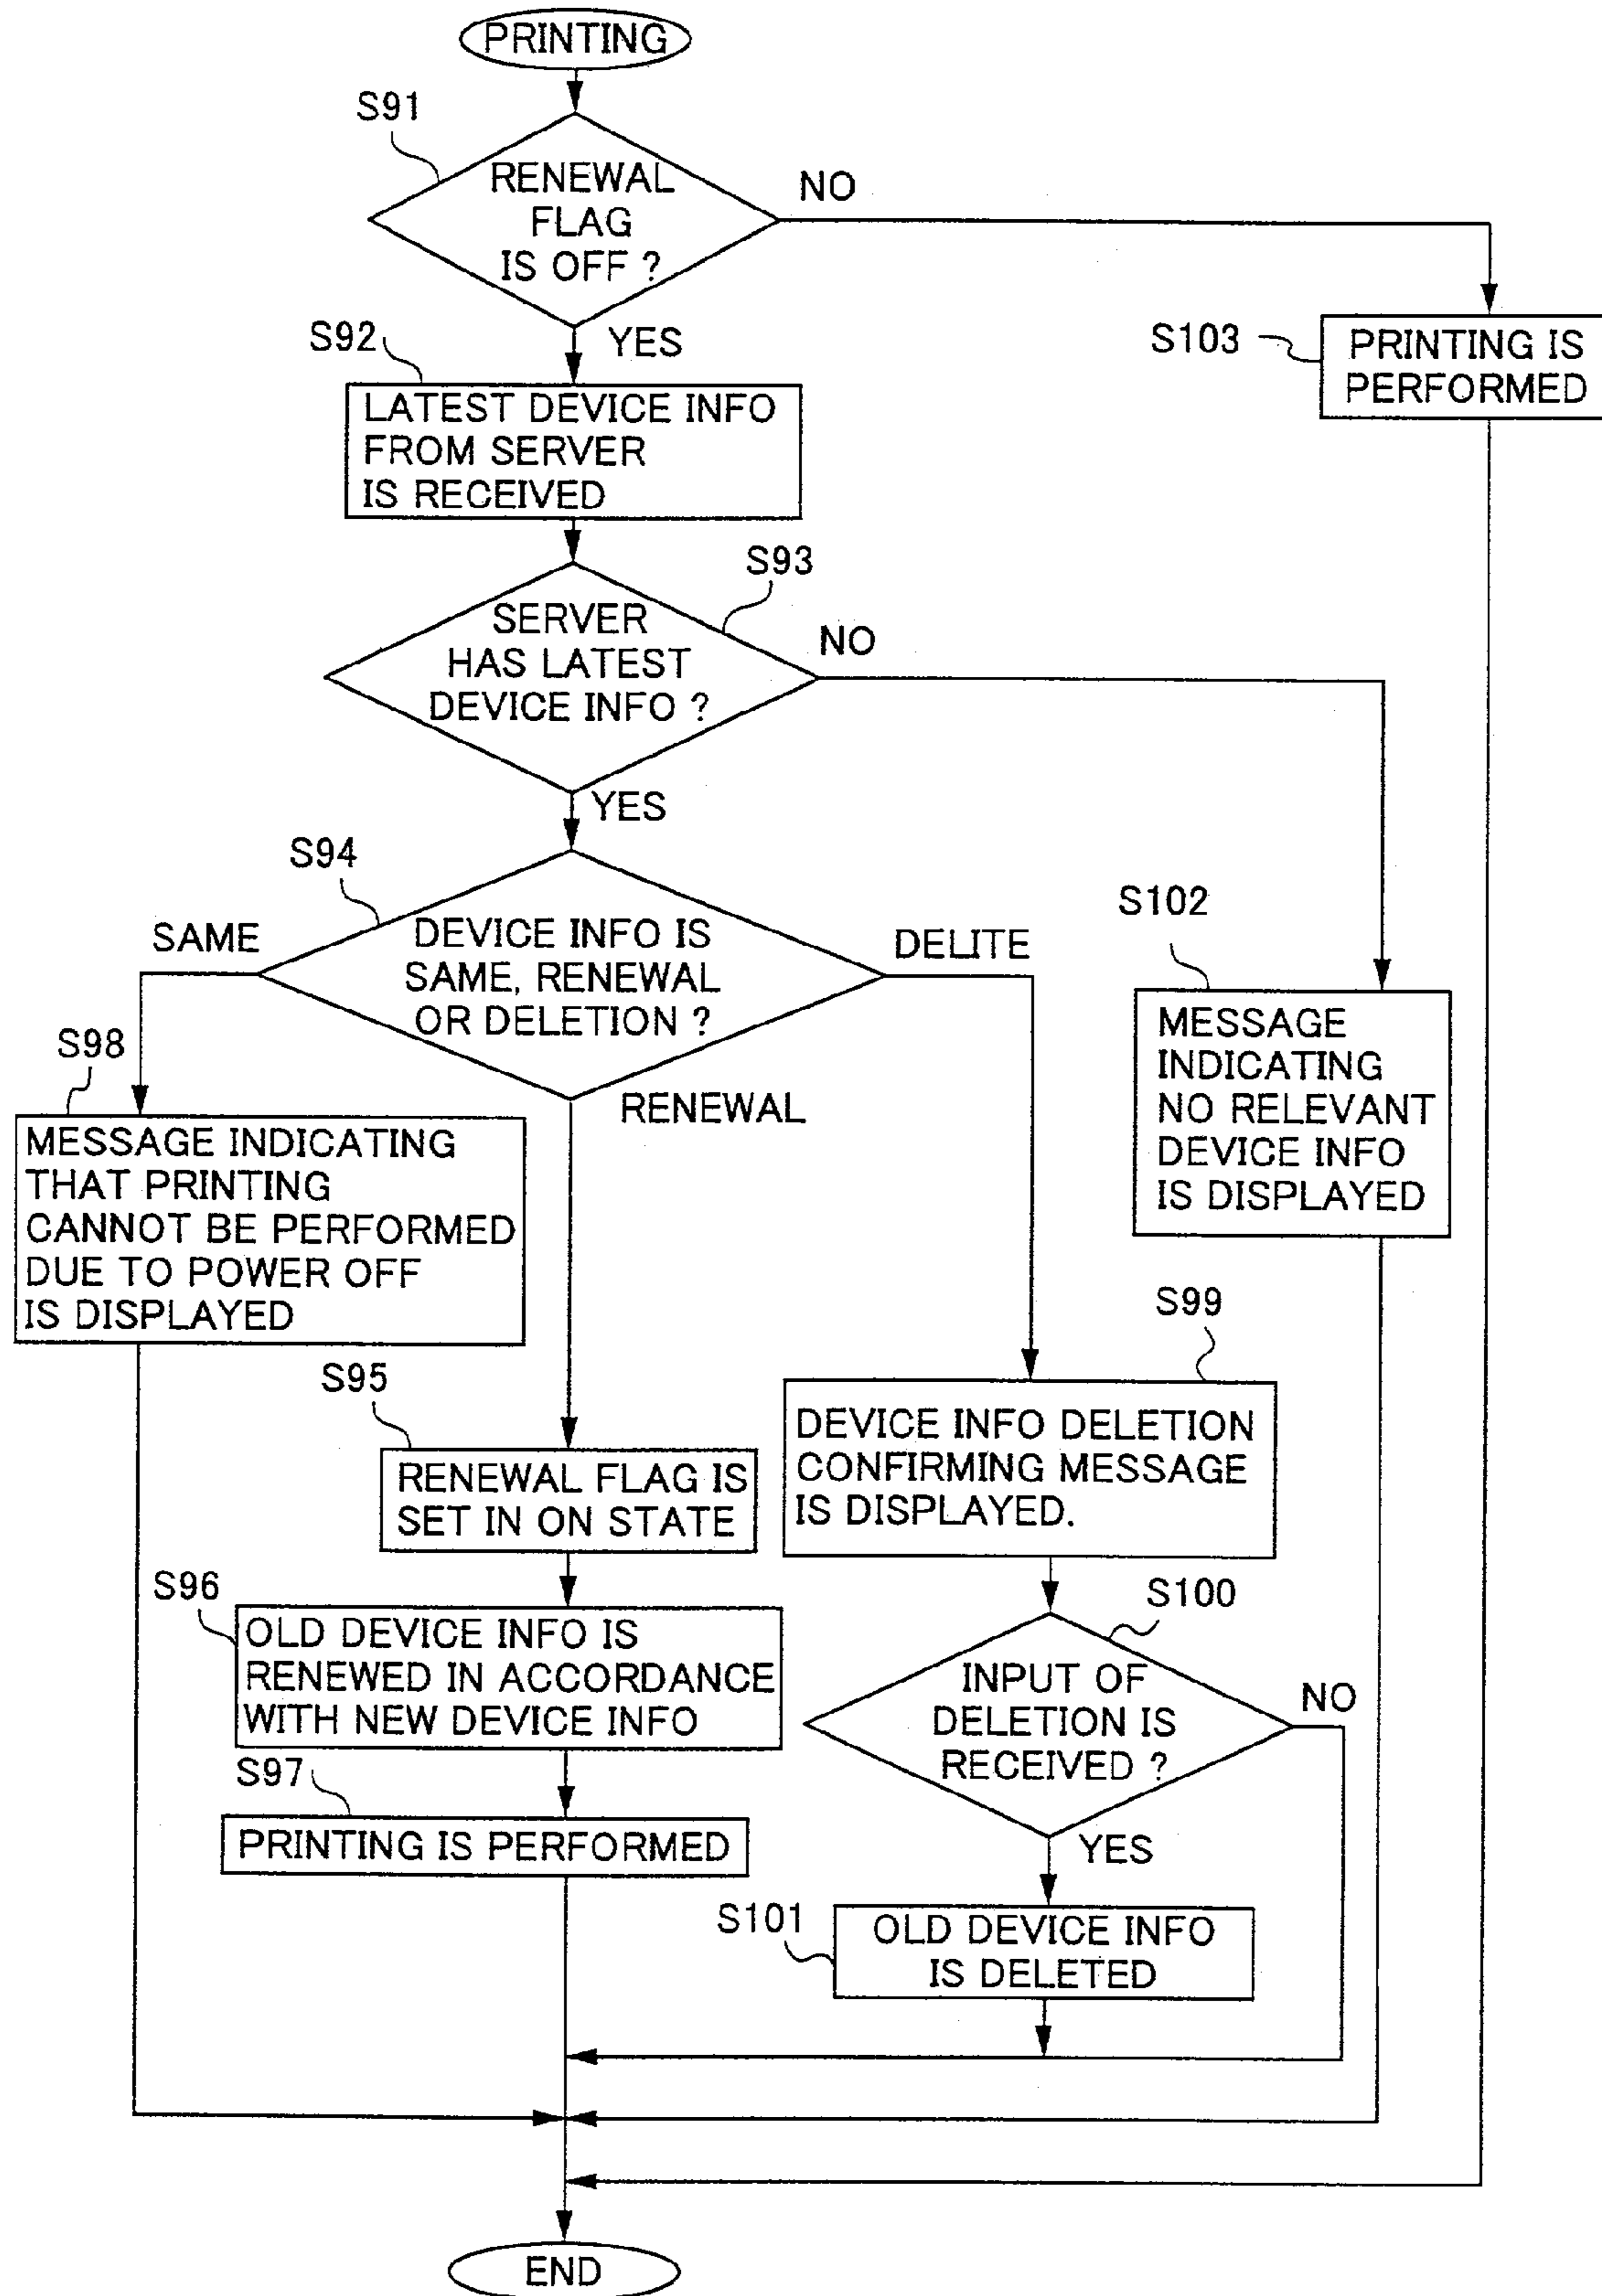 PRINTING
S91
RENEWAL
FLAG
IS OFF ?
NO
YES
S92
LATEST DEVICE INFO
FROM SERVER
IS RECEIVED
S103
PRINTING IS
PERFORMED
S93
SERVER
HAS LATEST
DEVICE INFO ?
NO
YES
S94
DEVICE INFO IS
SAME, RENEWAL
OR DELETION ?
SAME
DELITE
RENEWAL
S102
MESSAGE
INDICATING
NO RELEVANT
DEVICE INFO
IS DISPLAYED
S98
MESSAGE INDICATING
THAT PRINTING
CANNOT BE PERFORMED
DUE TO POWER OFF
IS DISPLAYED
S95
RENEWAL FLAG IS
SET IN ON STATE
S99
DEVICE INFO DELETION
CONFIRMING MESSAGE
IS DISPLAYED.
S96
OLD DEVICE INFO IS
RENEWED IN ACCORDANCE
WITH NEW DEVICE INFO
S100
INPUT OF
DELETION IS
RECEIVED ?
NO
YES
S97
PRINTING IS PERFORMED
S101
OLD DEVICE INFO
IS DELETED
END